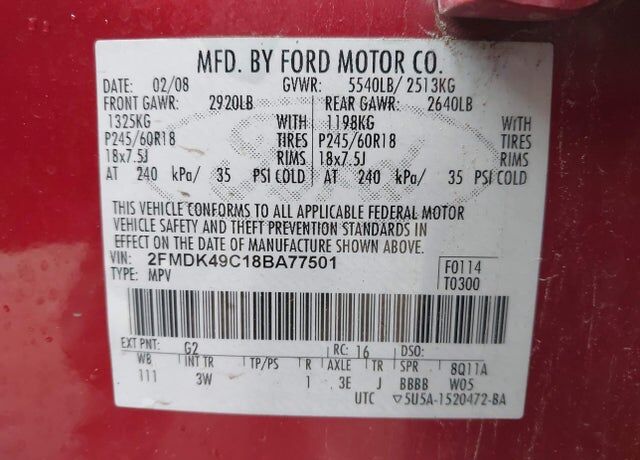 MFD. BY FORD MOTOR CO.
DATE: 02/08 GVWR: 5540LB/ 2513KG
FRONT GAWR: 2920LB REAR GAWR: 2640LB
1325KG WITH 1198KG WITH
P245/60R18 TIRES P245/60R18 TIRES
18x7.5J RIMS 18x7.5J RIMS
AT 240 kPa/ 35 PSI COLD AT 240 kPa/ 35 PSI COLD
THIS VEHICLE CONFORMS TO ALL APPLICABLE FEDERAL MOTOR
VEHICLE SAFETY AND THEFT PREVENTION STANDARDS IN
EFFECT ON THE DATE OF MANUFACTURE SHOWN ABOVE.
VIN: 2FMDK49C18BA77501 F0114
TYPE: MPV T0300
EXT PNT: G2 RC: 16 DSO:
WB INT TR TP/PS R AXLE TR SPR 8Q11A
111 3W 1 3E J BBBB W05
UTC ▽5U5A-1520472-BA